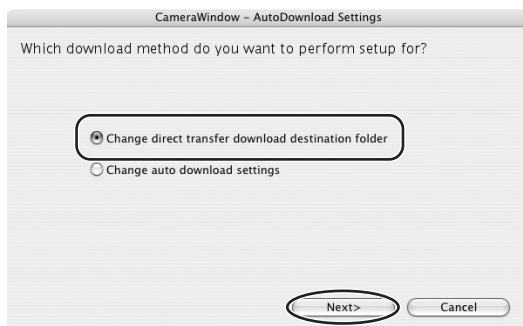 CameraWindow – AutoDownload Settings
Which download method do you want to perform setup for?
Change direct transfer download destination folder
Change auto download settings
Next>
Cancel